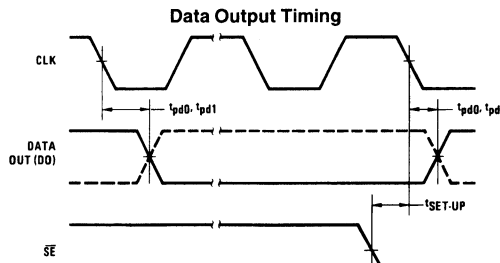 Data Output Timing
CLK
tpd0, tpd1
tpd0, tpd
DATA
OUT (DO)
tSET-UP
SE